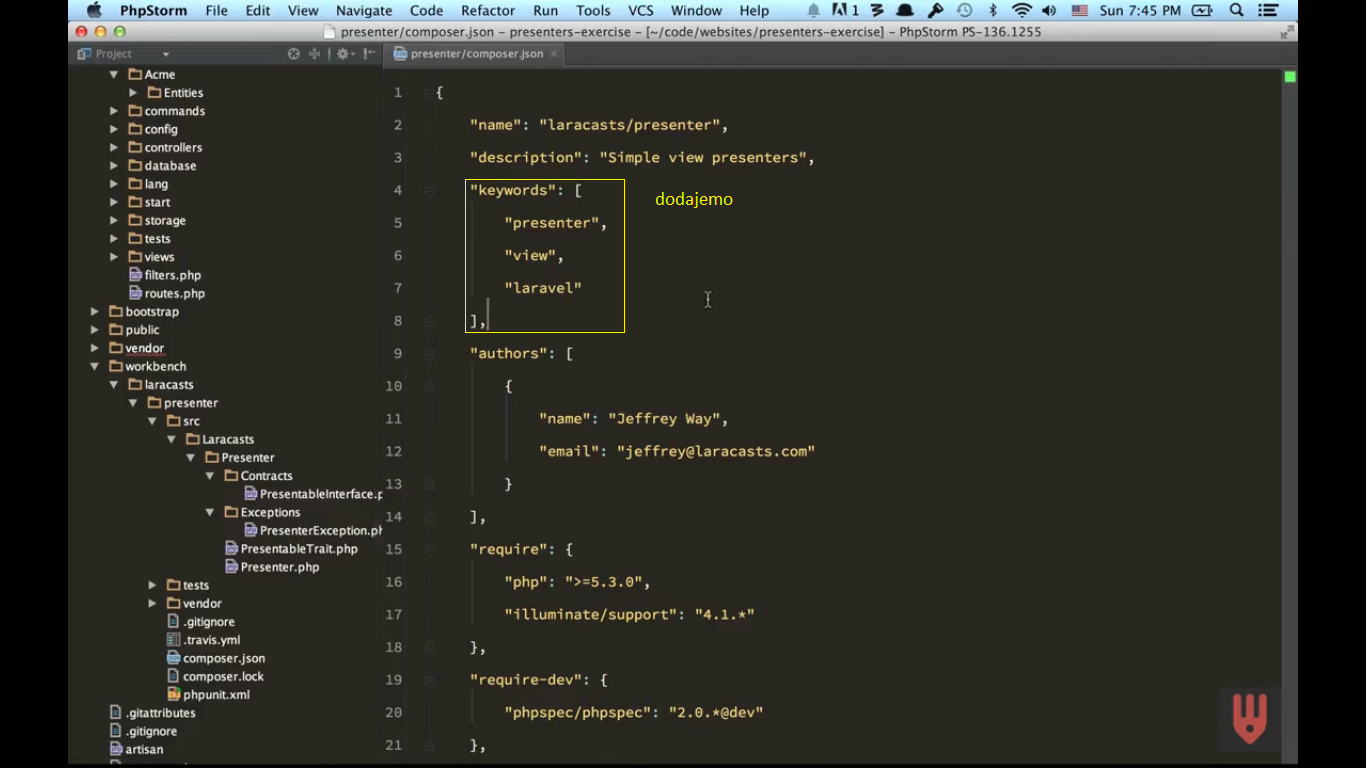 PhpStorm File Edit View Navigate Code Refactor Run Tools VCS Window Help 1 Sun 7:45 PM
presenter/composer.json - presenters-exercise - [~/code/websites/presenters-exercise] - PhpStorm PS-136.1255
Project
presenter/composer.json
Acme
Entities
commands
config
controllers
database
lang
start
storage
tests
views
filters.php
routes.php
bootstrap
public
vendor
workbench
laracasts
presenter
src
Laracasts
Presenter
Contracts
PresentableInterface.p
Exceptions
PresenterException.ph
PresentableTrait.php
Presenter.php
tests
vendor
.gitignore
.travis.yml
composer.json
composer.lock
phpunit.xml
.gitattributes
.gitignore
artisan
1 {
2 "name": "laracasts/presenter",
3 "description": "Simple view presenters",
4 "keywords": [
dodajemo
5 "presenter",
6 "view",
7 "laravel"
8 ],
9 "authors": [
10 {
11 "name": "Jeffrey Way",
12 "email": "jeffrey@laracasts.com"
13 }
14 ],
15 "require": {
16 "php": ">=5.3.0",
17 "illuminate/support": "4.1.*"
18 },
19 "require-dev": {
20 "phpspec/phpspec": "2.0.*@dev"
21 },